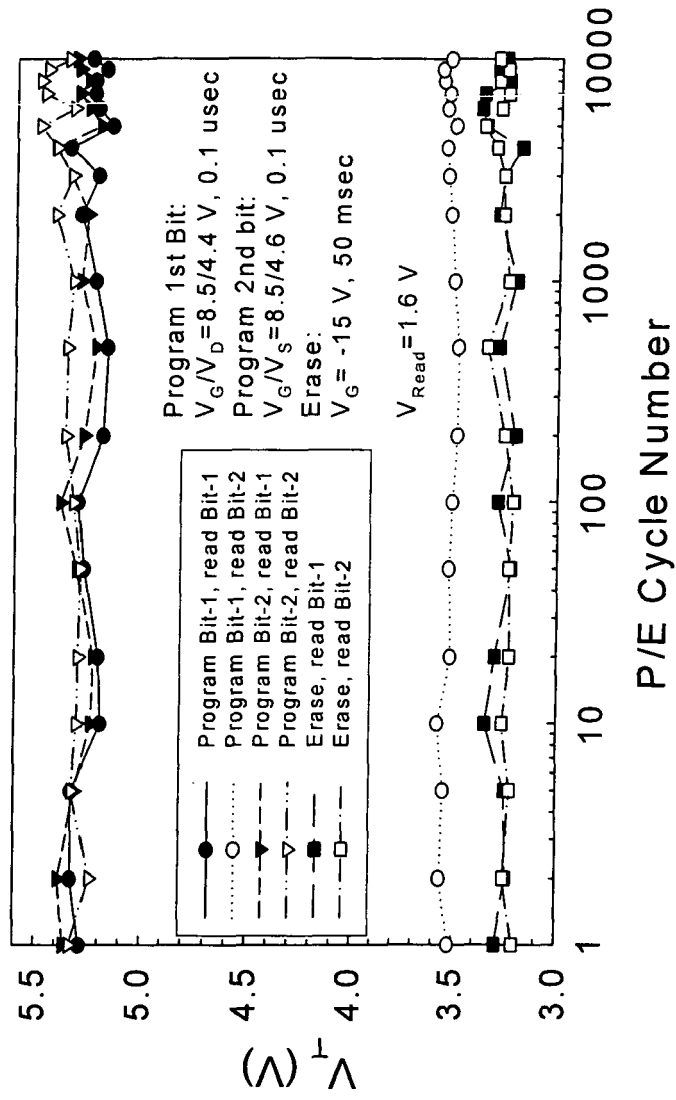 5.5
5.0
4.5
4.0
3.5
3.0
V_T (V)
Program Bit-1, read Bit-1
Program Bit-1, read Bit-2
Program Bit-2, read Bit-1
Program Bit-2, read Bit-2
Erase, read Bit-1
Erase, read Bit-2
Program 1st Bit:
V_G/V_D=8.5/4.4 V, 0.1 usec
Program 2nd bit:
V_G/V_S=8.5/4.6 V, 0.1 usec
Erase:
V_G= -15 V, 50 msec
V_Read=1.6 V
1
10
100
1000
10000
P/E Cycle Number